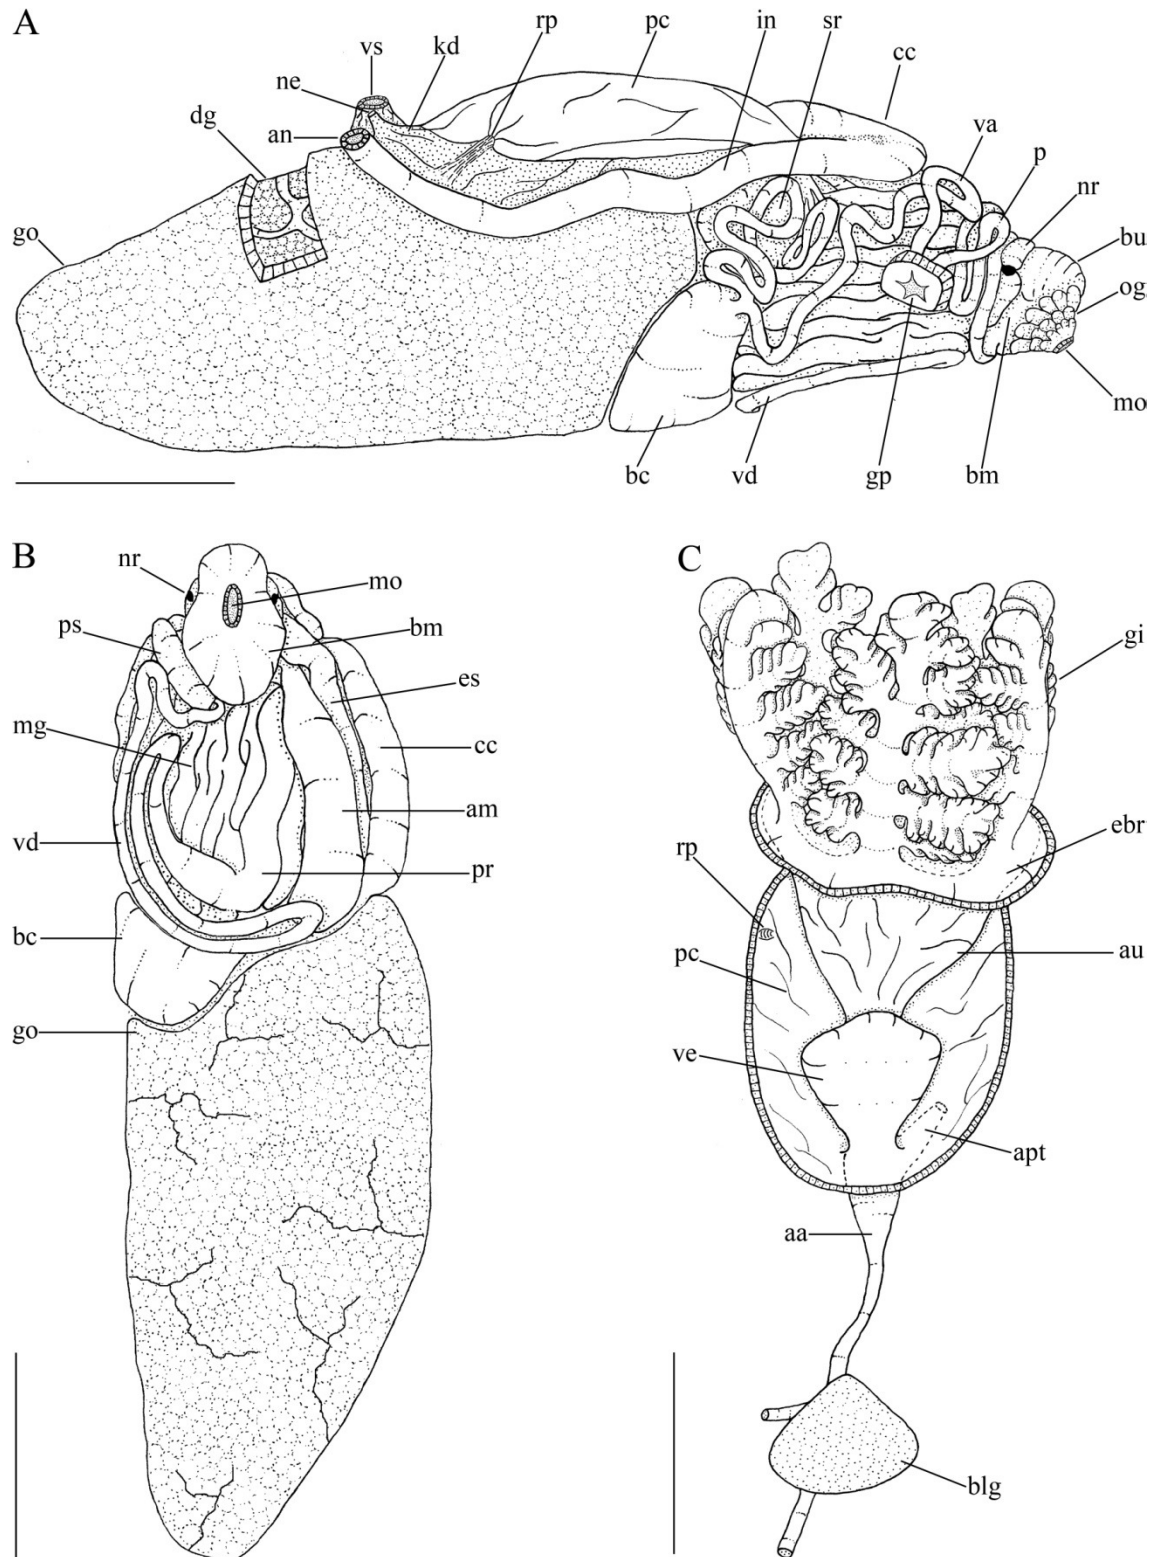 A
vs
kd
rp
pc
in
sr
cc
ne
dg
an
va
p
nr
go
bu
og
mo
bc
vd
gp
bm
B
nr
mo
ps
bm
es
mg
cc
am
vd
pr
bc
go
C
gi
ebr
rp
au
pc
ve
apt
aa
blg